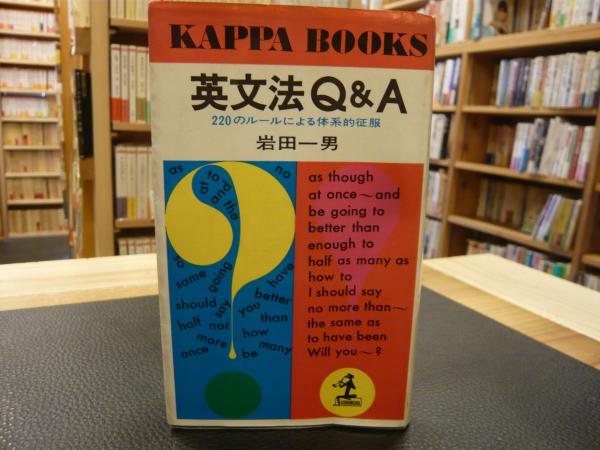 KAPPA BOOKS
英文法Q&A
220のルールによる体系的征服
岩田一男
as
no
at to
and
the
so
same
going
should
say
half
not
you
have
better
than
more
how
many
once
be
as though
at once～and
be going to
better than
enough to
half as many as
how to
I should say
no more than～
the same as
to have been
Will you～?